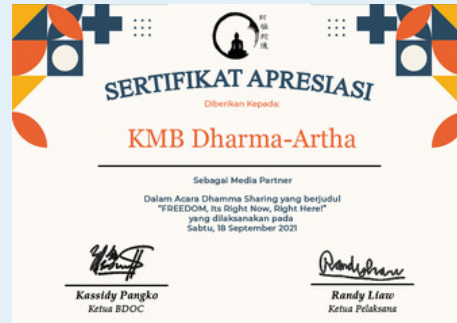 SERTIFIKAT APRESIASI
Diberikan Kepada:
KMB Dharma-Artha
Sebagai Media Partner
Dalam Acara Dhamma Sharing yang berjudul
"FREEDOM, Its Right Now, Right Here!"
yang dilaksanakan pada
Sabtu, 18 September 2021
Kassidy Pangko
Ketua BDOC
Randy Liaw
Ketua Pelaksana